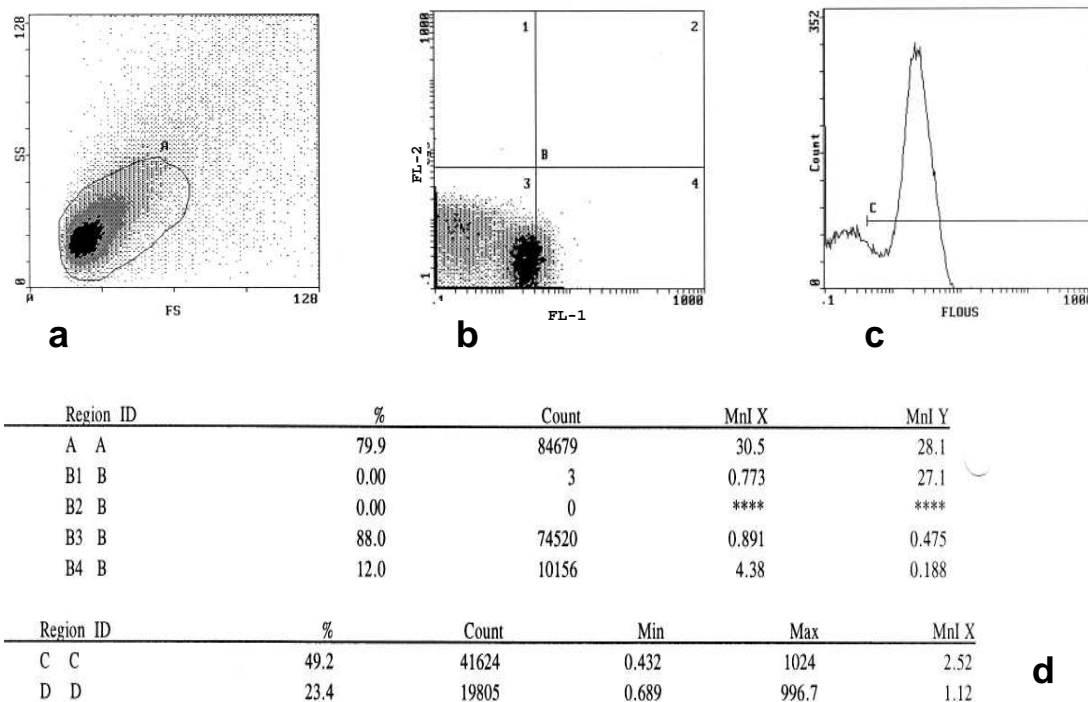 128
55
0
A
0
FS
128
a
1000
FL-2
.1
1
2
B
3
4
.1
FL-1
1000
b
352
Count
0
C
.1
FLOUS
1000
c
Region ID % Count MnI X MnI Y
A A 79.9 84679 30.5 28.1
B1 B 0.00 3 0.773 27.1
B2 B 0.00 0 **** ****
B3 B 88.0 74520 0.891 0.475
B4 B 12.0 10156 4.38 0.188
Region ID % Count Min Max MnI X
C C 49.2 41624 0.432 1024 2.52
D D 23.4 19805 0.689 996.7 1.12
d